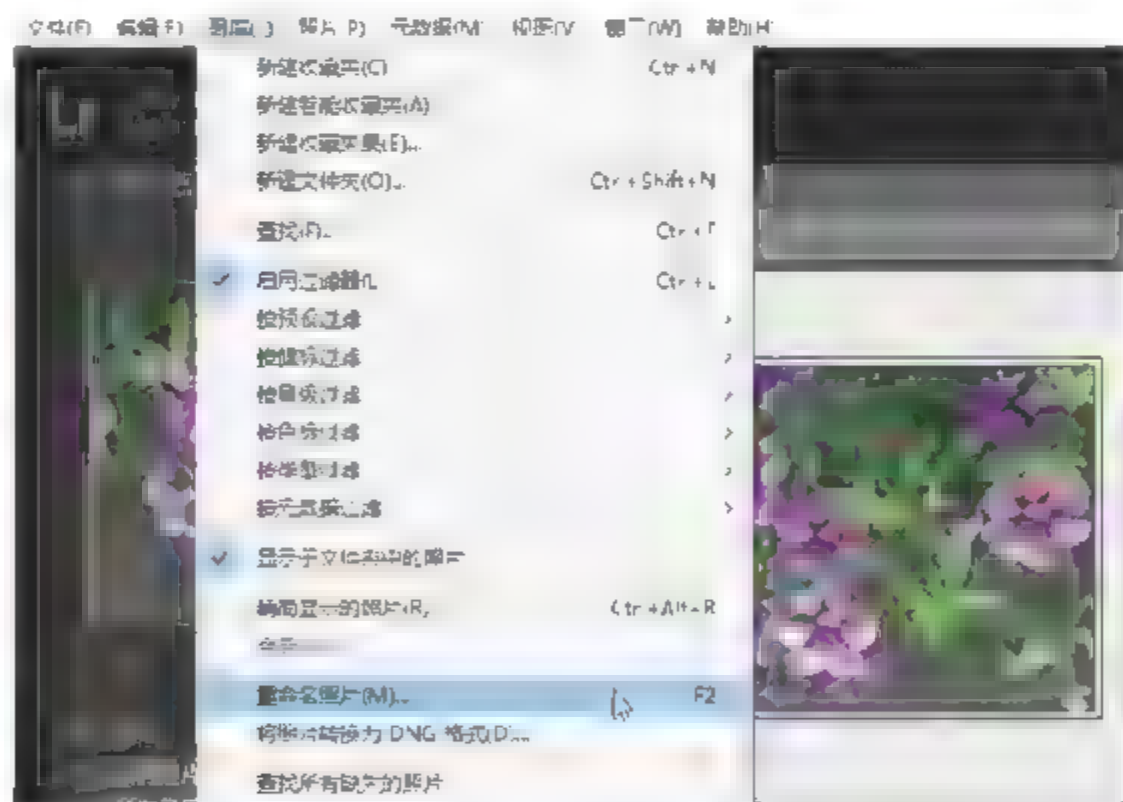 文件(F) 编辑(E) 图库(L) 照片(P) 元数据(M) 视图(V) 窗口(W) 帮助(H)
新建收藏夹(C) Ctrl+N
新建智能收藏夹(A)
新建收藏夹集(E)...
新建文件夹(O)... Ctrl+Shift+N
查找(F)... Ctrl+F
启用过滤器(L) Ctrl+L
按旗标过滤
按星级过滤
按色标过滤
按类型过滤
按元数据过滤
显示子文件夹中的照片
精简显示的照片(R) Ctrl+Alt+R
重命名照片(M)... F2
将照片转换为 DNG 格式(D)...
查找所有缺失的照片